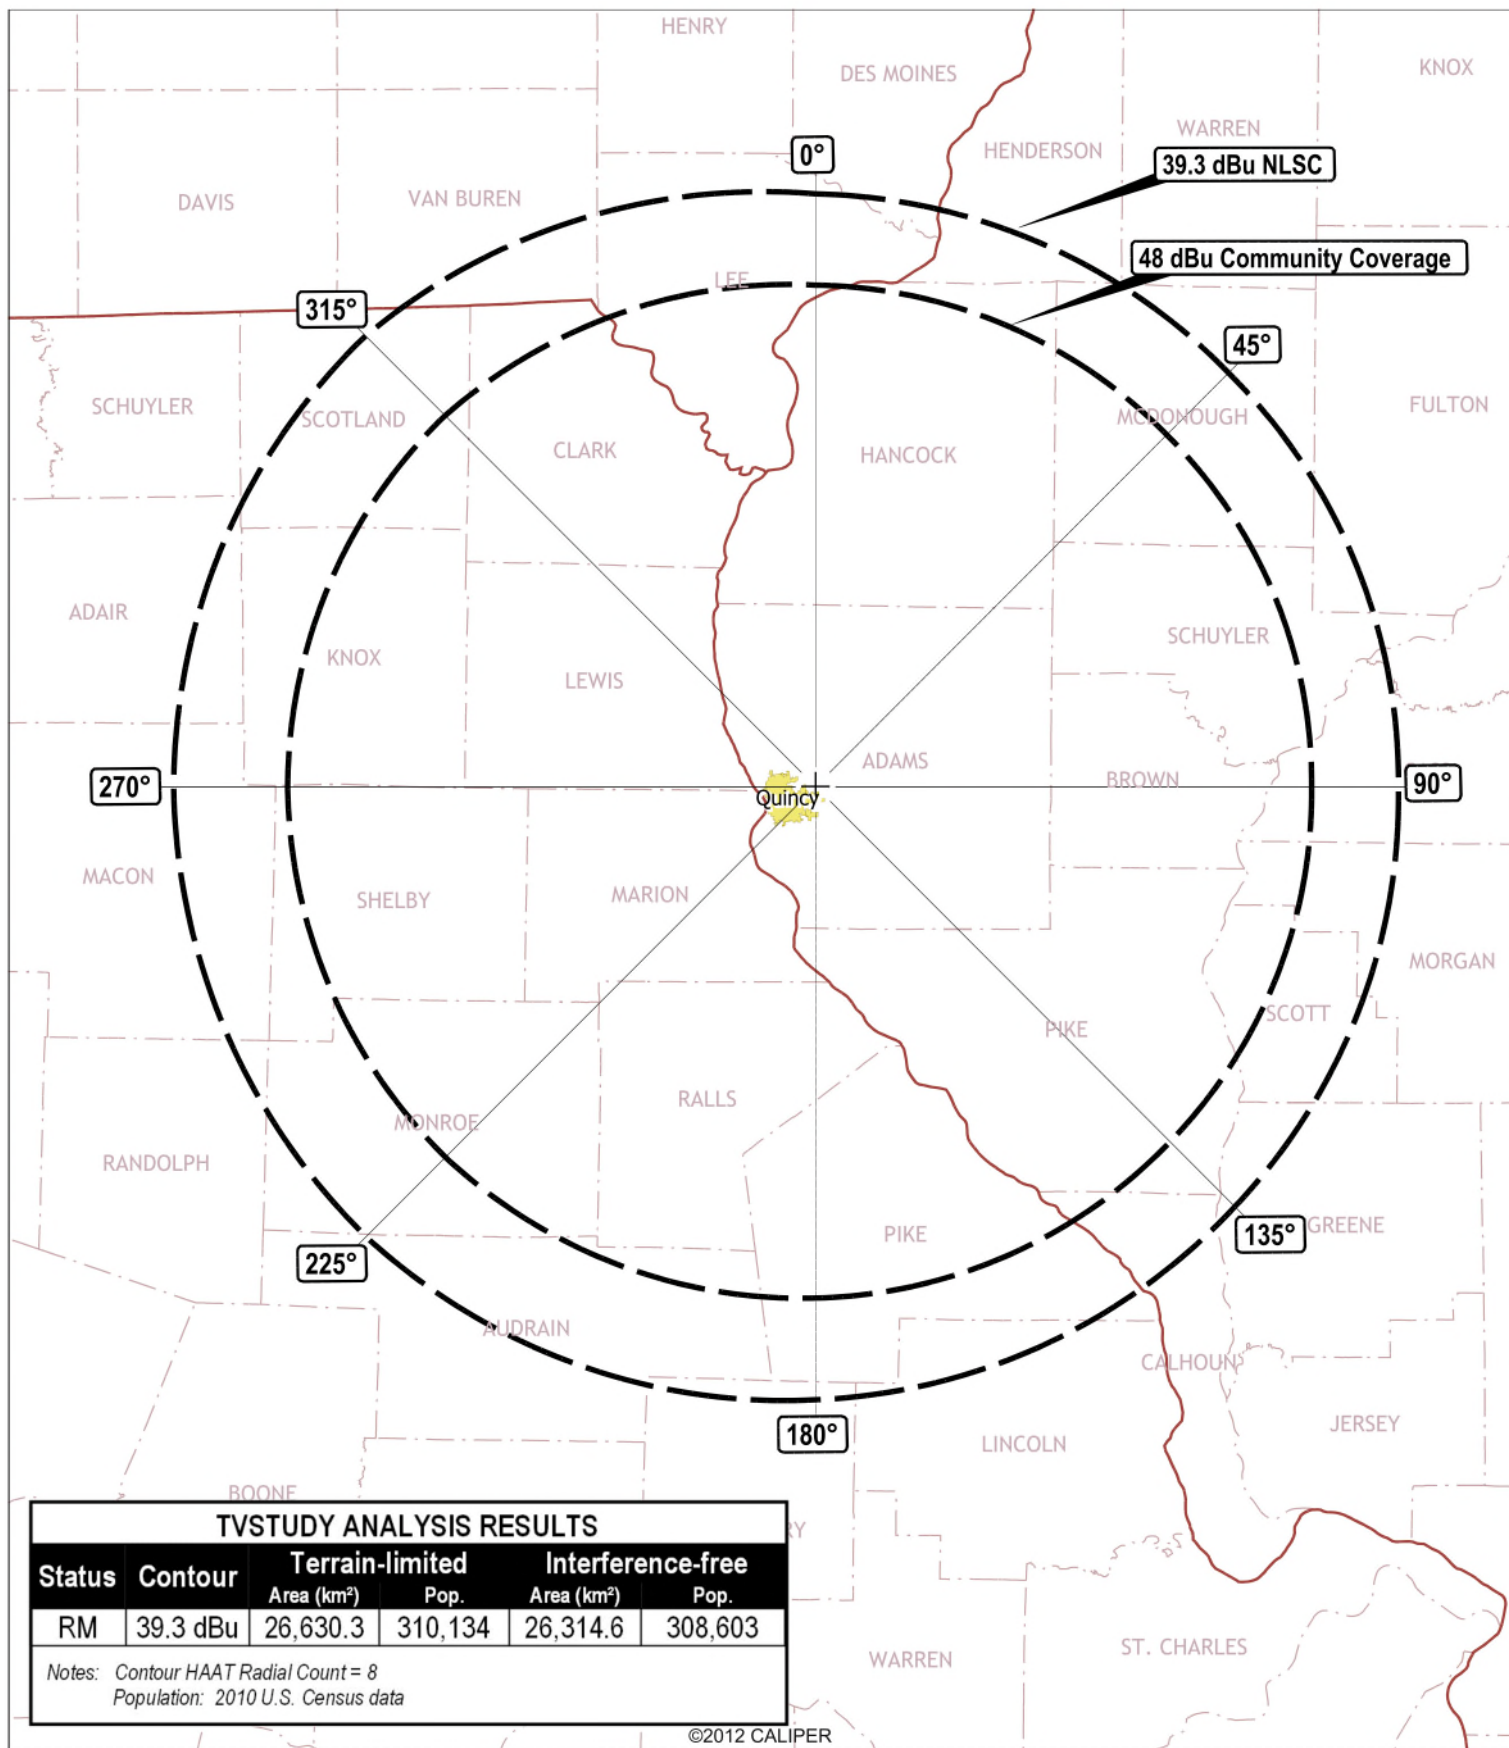 HENRY
DES MOINES
KNOX
WARREN
HENDERSON
0°
39.3 dBu NLSC
DAVIS
VAN BUREN
48 dBu Community Coverage
LEE
315°
45°
SCHUYLER
SCOTLAND
MCDONOUGH
FULTON
CLARK
HANCOCK
ADAIR
SCHUYLER
KNOX
LEWIS
ADAMS
BROWN
270°
90°
Quincy
MACON
SHELBY
MARION
MORGAN
SCOTT
PIKE
RALLS
MONROE
RANDOLPH
PIKE
135°
GREENE
225°
AUDRAIN
CALHOUN
180°
LINCOLN
JERSEY
BOONE
RY
TVSTUDY ANALYSIS RESULTS
Status Contour Terrain-limited Interference-free
Area (km²) Pop. Area (km²) Pop.
RM 39.3 dBu 26,630.3 310,134 26,314.6 308,603
Notes: Contour HAAT Radial Count = 8
Population: 2010 U.S. Census data
WARREN
ST. CHARLES
©2012 CALIPER